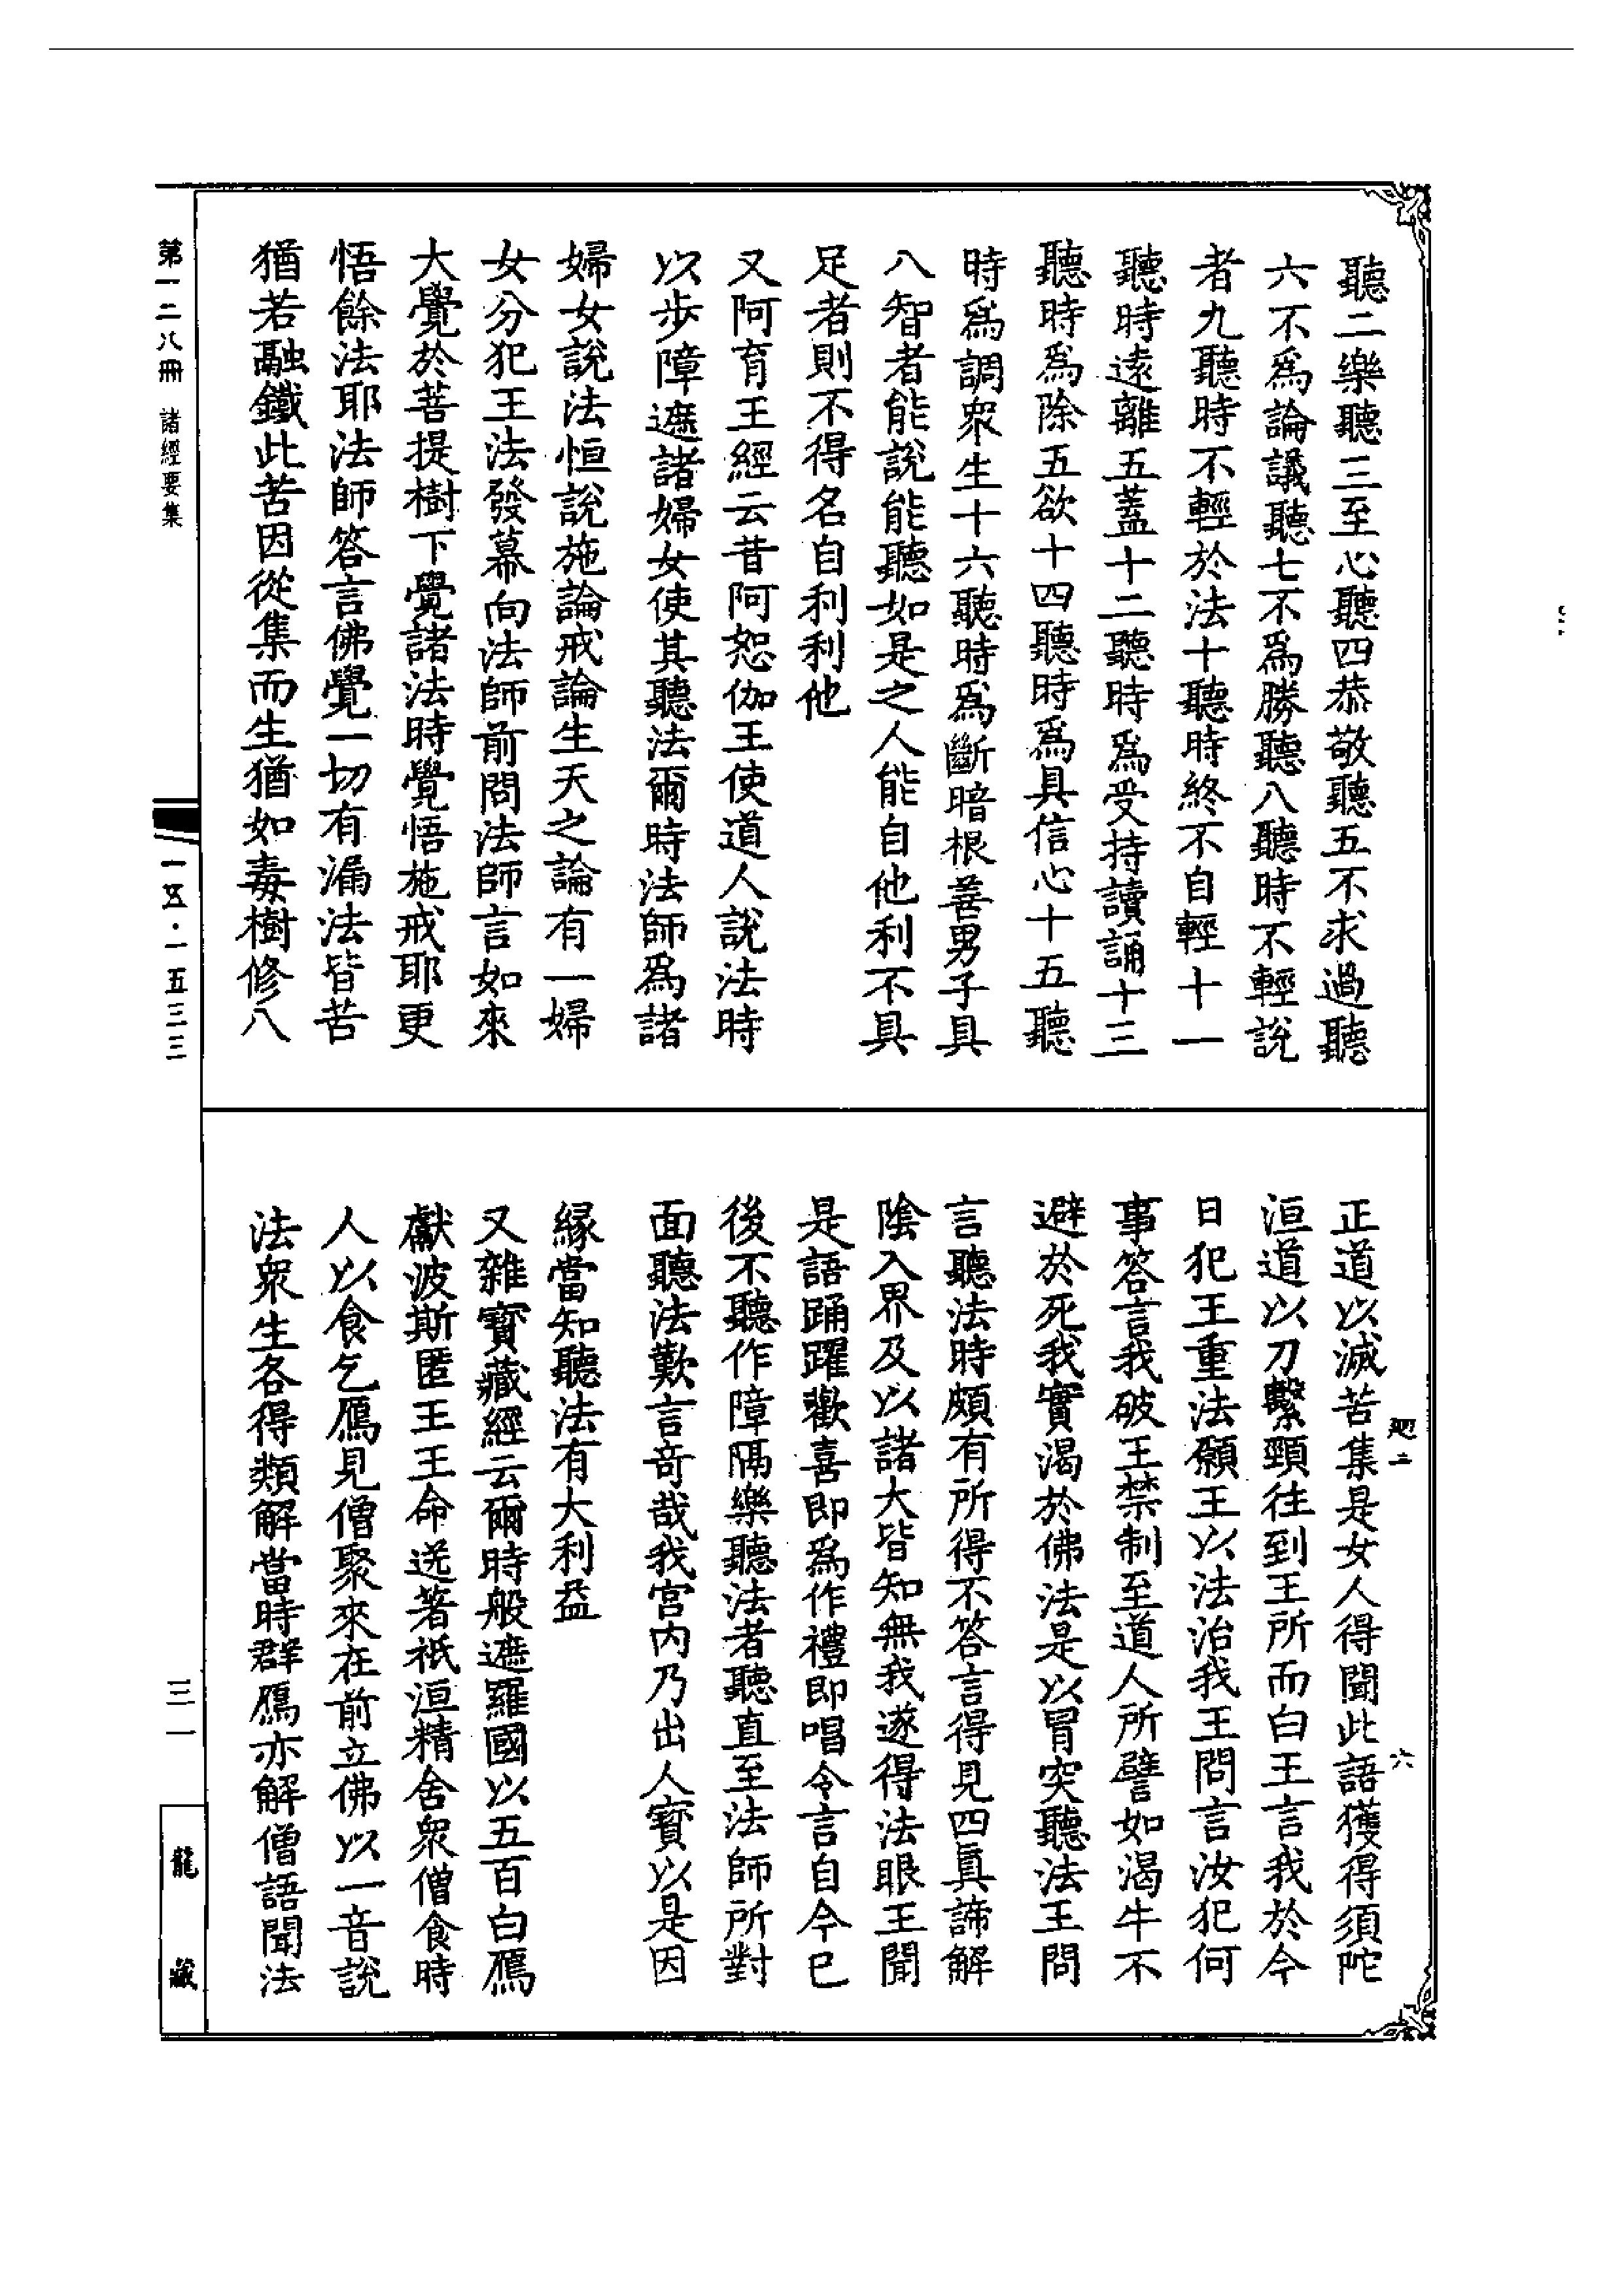 聽二樂聽三至心聽四恭敬聽五不求過聽
六不爲論議聽七不爲勝聽八聽時不輕說
者九聽時不輕於法十聽時終不自輕十一
聽時遠離五蓋十二聽時爲受持讀誦十三
聽時爲除五欲十四聽時爲具信心十五聽
時爲調衆生十六聽時爲斷暗根善男子具
八智者能說能聽如是之人能自他利不具
足者則不得名自利利他
又阿育王經云昔阿恕伽王使道人說法時
以步障遮諸婦女使其聽法爾時法師爲諸
婦女說法恒說施論戒論生天之論有一婦
女分犯王法發幕向法師前問法師言如來
大覺於菩提樹下覺諸法時覺悟施戒耶更
悟餘法耶法師答言佛覺一切有漏法皆苦
猶若融鐵此苦因從集而生猶如毒樹修八
正道以滅苦集是女人得聞此語獲得須陀
洹道以刀繫頸往到王所而白王言我於今
日犯王重法願王以法治我王問言汝犯何
事答言我破王禁制至道人所譬如渴牛不
避於死我實渴於佛法是以冒突聽法王問
言聽法時頗有所得不答言得見四真諦解
陰入界及以諸大皆知無我遂得法眼王聞
是語踊躍歡喜即爲作禮即唱令言自今已
後不聽作障隔樂聽法者聽直至法師所對
面聽法歎言奇哉我宮内乃出人寶以是因
緣當知聽法有大利益
又雜寶藏經云爾時般遮羅國以五百白鴈
獻波斯匿王王命送著祇洹精舍衆僧食時
人以食乞鴈見僧聚來在前立佛以一音說
法衆生各得類解當時群鴈亦解僧語聞法
第一二八冊 諸經要集
一五·一五三三
三一
龍藏
六